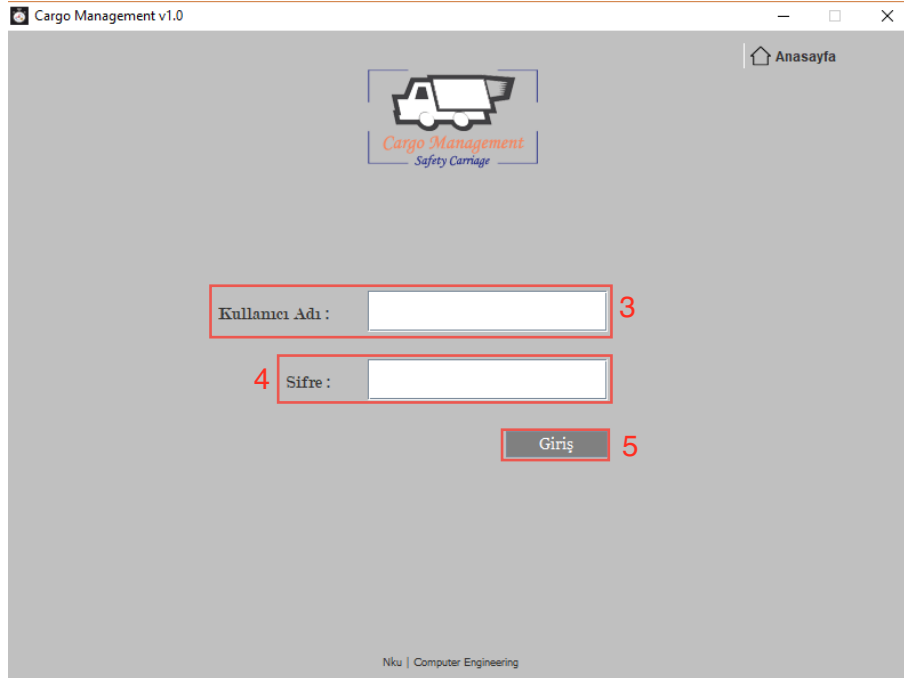 Cargo Management v1.0
Anasayfa
Cargo Management
Safety Carriage
Kullanıcı Adı :
3
4
Sifre :
Giriş
5
Nku | Computer Engineering